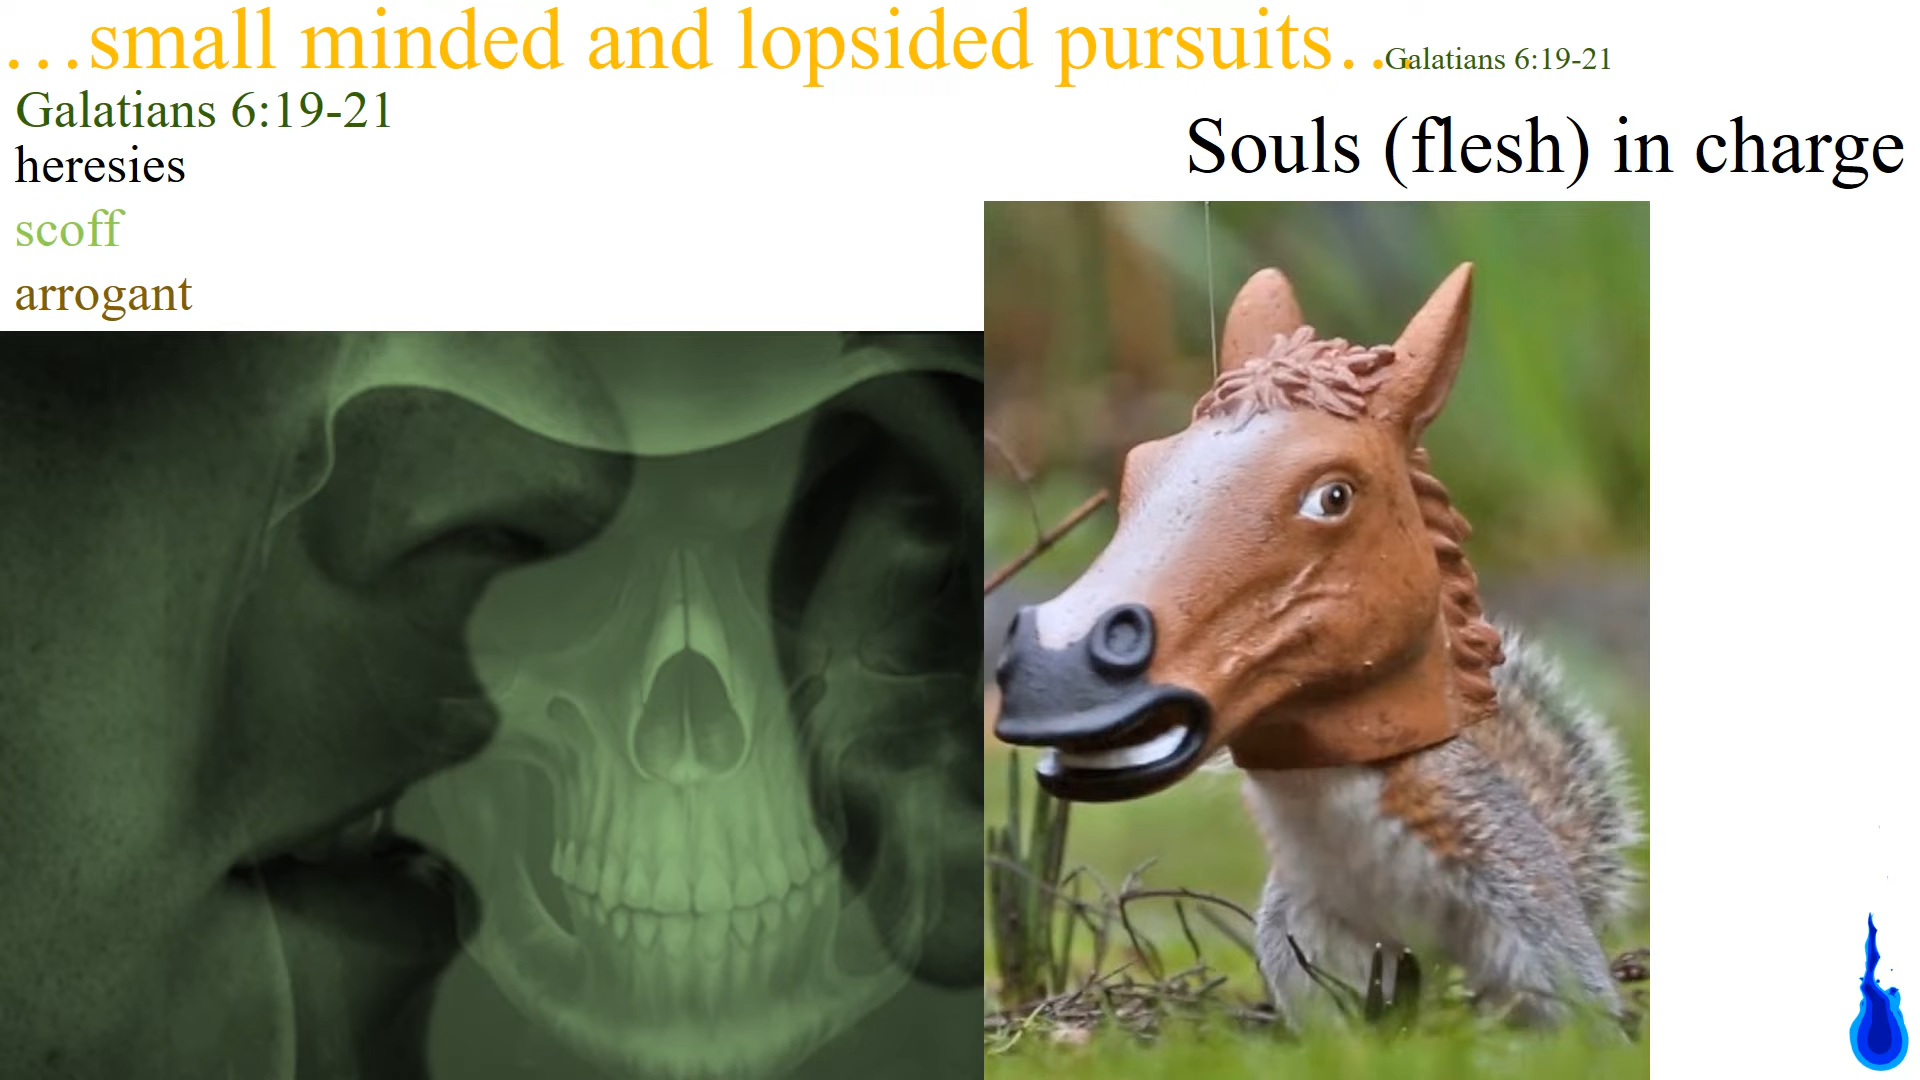 …small minded and lopsided pursuits…
Galatians 6:19-21
Galatians 6:19-21
Souls (flesh) in charge
heresies
scoff
arrogant